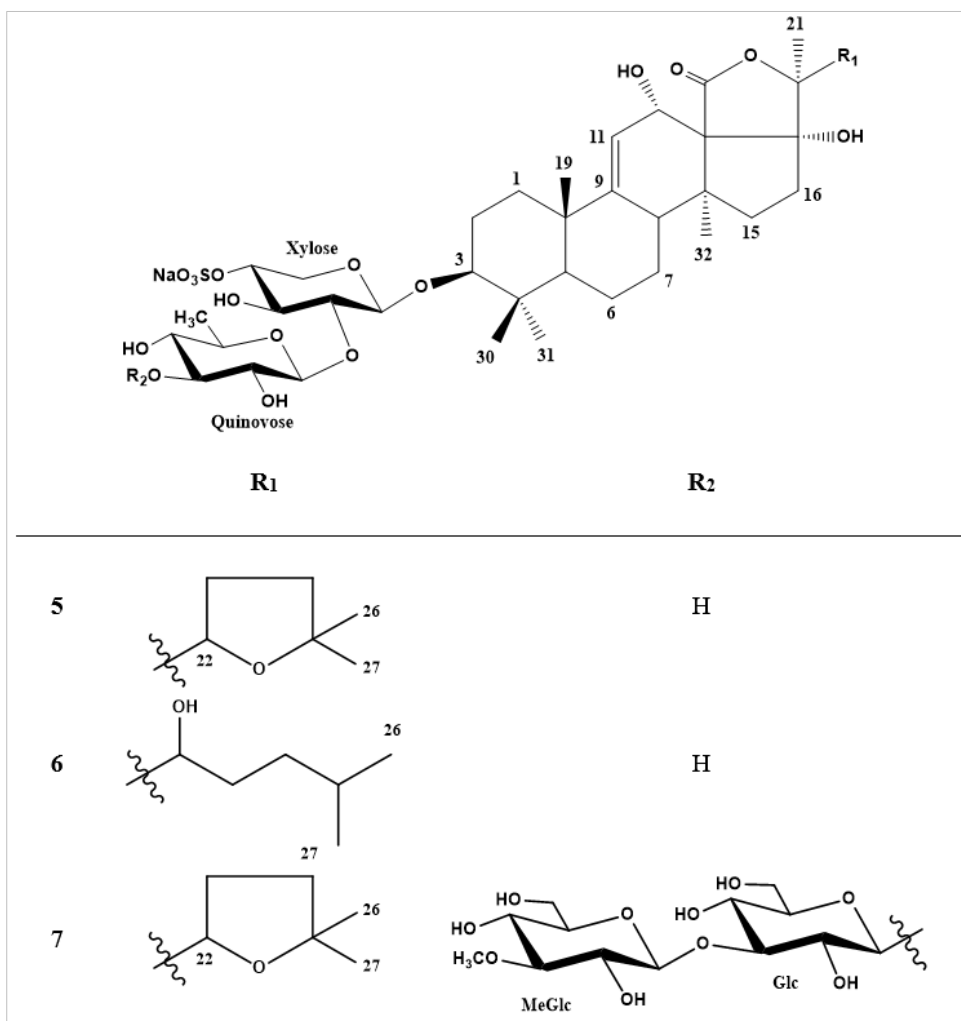 21
R1
O
O
HO
11
OH
19
9
16
1
15
Xylose
O
32
NaO3SO
3
7
O
HO
6
H3C
O
HO
O
30
31
R2O
OH
Quinovose
R1 R2
5
26
22
O
27
H
OH
6
26
H
27
7
26
22
O
27
HO
HO
O
HO
O
HO
O
H3CO
OH
Glc
OH
MeGlc